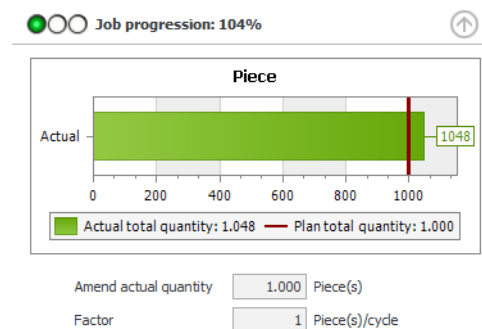 Job progression: 104%
Piece
Actual
1048
0 200 400 600 800 1000
Actual total quantity: 1.048 Plan total quantity: 1.000
Amend actual quantity 1.000 Piece(s)
Factor 1 Piece(s)/cycle